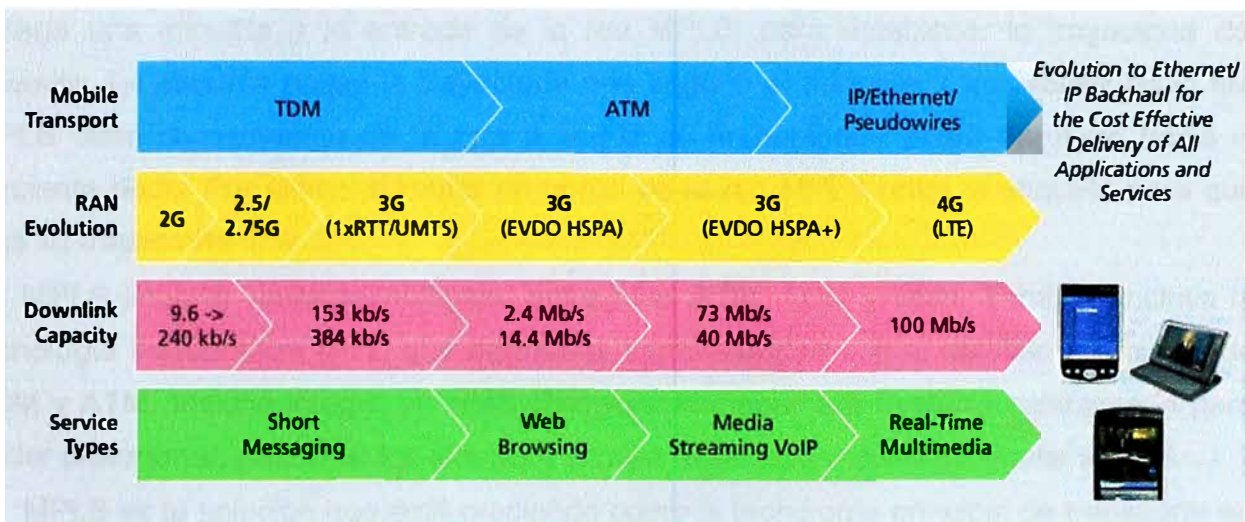 Mobile
Transport
TDM
ATM
IP/Ethernet/
Pseudowires
Evolution to Ethernet/
IP Backhaul for
the Cost Effective
Delivery of All
Applications and
Services
RAN
Evolution
2G
2.5/
2.75G
3G
(1xRTT/UMTS)
3G
(EVDO HSPA)
3G
(EVDO HSPA+)
4G
(LTE)
Downlink
Capacity
9.6 ->
240 kb/s
153 kb/s
384 kb/s
2.4 Mb/s
14.4 Mb/s
73 Mb/s
40 Mb/s
100 Mb/s
Service
Types
Short
Messaging
Web
Browsing
Media
Streaming VoIP
Real-Time
Multimedia